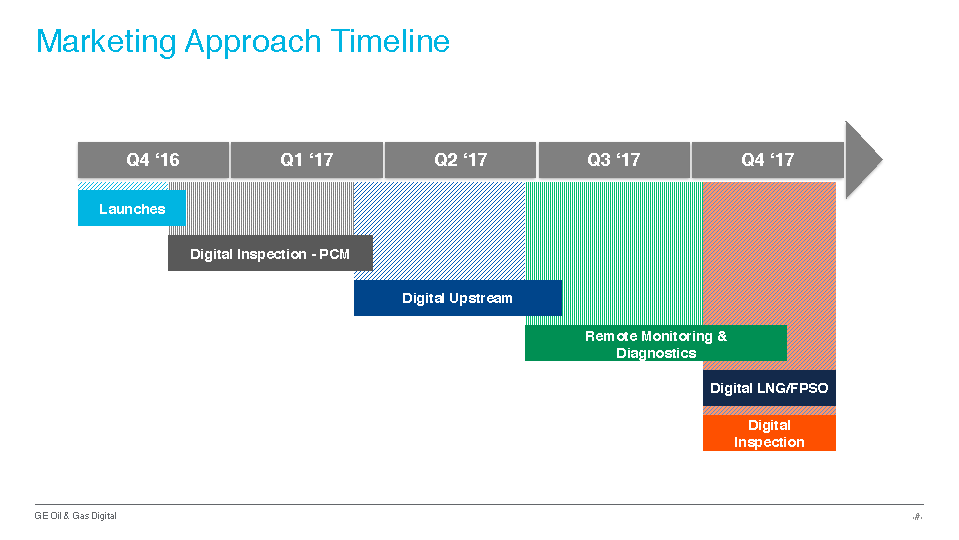 Marketing Approach Timeline
Q4 ‘16
Q1 ‘17
Q2 ‘17
Q3 ‘17
Q4 ‘17
Launches
Digital Inspection - PCM
Digital Upstream
Remote Monitoring &
Diagnostics
Digital LNG/FPSO
Digital
Inspection
GE Oil & Gas Digital
‹#›